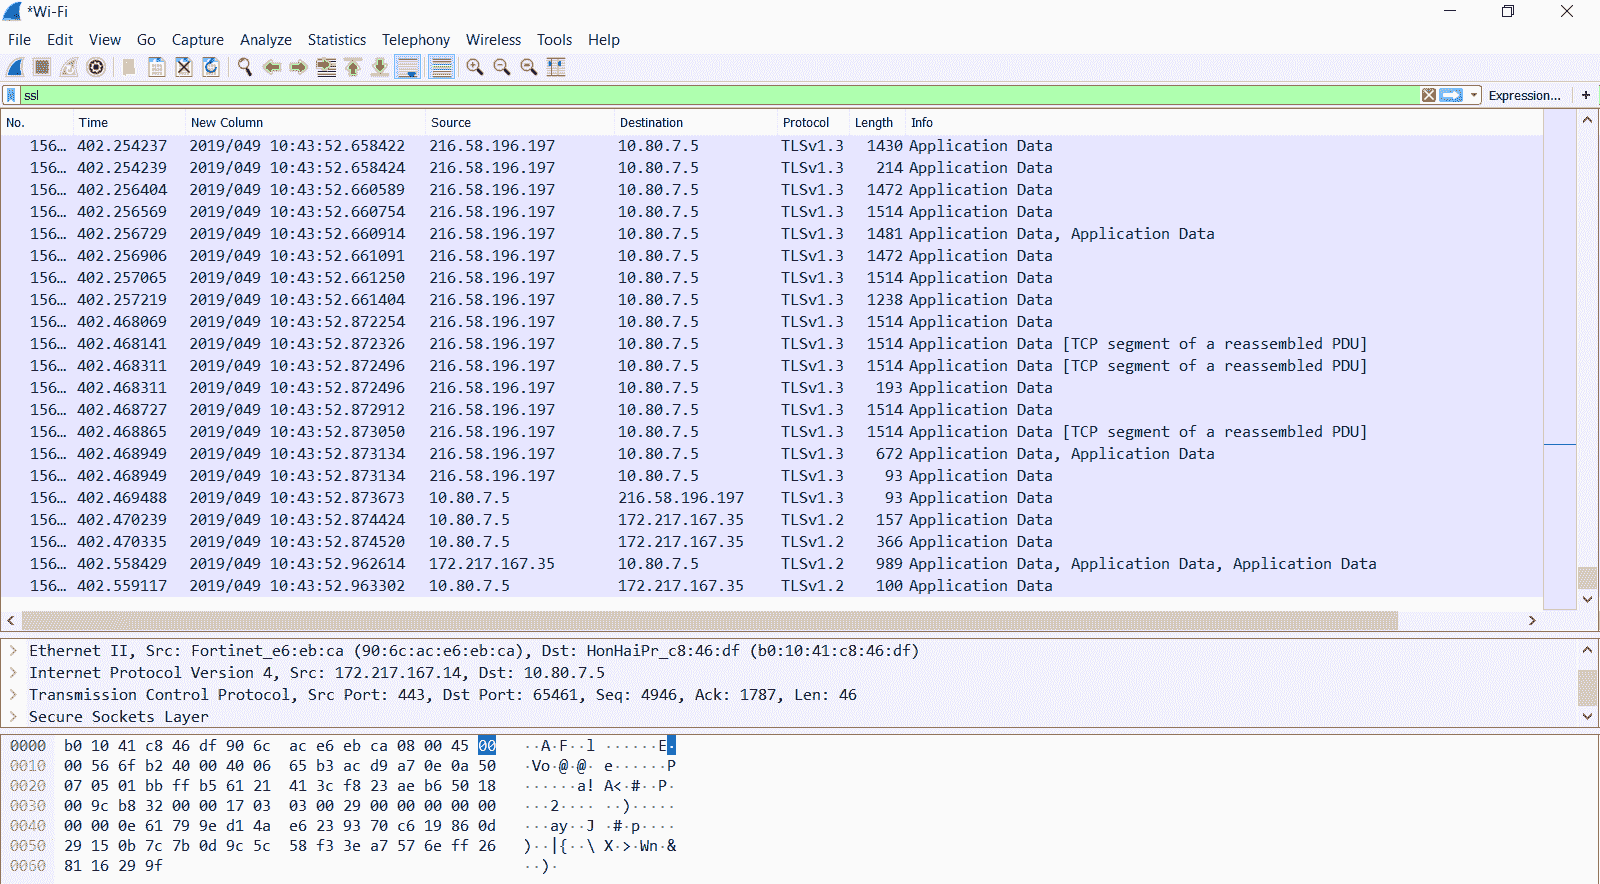 *Wi-Fi
File Edit View Go Capture Analyze Statistics Telephony Wireless Tools Help
ssl Expression... +
No. Time New Column Source Destination Protocol Length Info
156... 402.254237 2019/049 10:43:52.658422 216.58.196.197 10.80.7.5 TLSv1.3 1430 Application Data
156... 402.254239 2019/049 10:43:52.658424 216.58.196.197 10.80.7.5 TLSv1.3 214 Application Data
156... 402.256404 2019/049 10:43:52.660589 216.58.196.197 10.80.7.5 TLSv1.3 1472 Application Data
156... 402.256569 2019/049 10:43:52.660754 216.58.196.197 10.80.7.5 TLSv1.3 1514 Application Data
156... 402.256729 2019/049 10:43:52.660914 216.58.196.197 10.80.7.5 TLSv1.3 1481 Application Data, Application Data
156... 402.256906 2019/049 10:43:52.661091 216.58.196.197 10.80.7.5 TLSv1.3 1472 Application Data
156... 402.257065 2019/049 10:43:52.661250 216.58.196.197 10.80.7.5 TLSv1.3 1514 Application Data
156... 402.257219 2019/049 10:43:52.661404 216.58.196.197 10.80.7.5 TLSv1.3 1238 Application Data
156... 402.468069 2019/049 10:43:52.872254 216.58.196.197 10.80.7.5 TLSv1.3 1514 Application Data
156... 402.468141 2019/049 10:43:52.872326 216.58.196.197 10.80.7.5 TLSv1.3 1514 Application Data [TCP segment of a reassembled PDU]
156... 402.468311 2019/049 10:43:52.872496 216.58.196.197 10.80.7.5 TLSv1.3 1514 Application Data [TCP segment of a reassembled PDU]
156... 402.468311 2019/049 10:43:52.872496 216.58.196.197 10.80.7.5 TLSv1.3 193 Application Data
156... 402.468727 2019/049 10:43:52.872912 216.58.196.197 10.80.7.5 TLSv1.3 1514 Application Data
156... 402.468865 2019/049 10:43:52.873050 216.58.196.197 10.80.7.5 TLSv1.3 1514 Application Data [TCP segment of a reassembled PDU]
156... 402.468949 2019/049 10:43:52.873134 216.58.196.197 10.80.7.5 TLSv1.3 672 Application Data, Application Data
156... 402.468949 2019/049 10:43:52.873134 216.58.196.197 10.80.7.5 TLSv1.3 93 Application Data
156... 402.469488 2019/049 10:43:52.873673 10.80.7.5 216.58.196.197 TLSv1.3 93 Application Data
156... 402.470239 2019/049 10:43:52.874424 10.80.7.5 172.217.167.35 TLSv1.2 157 Application Data
156... 402.470335 2019/049 10:43:52.874520 10.80.7.5 172.217.167.35 TLSv1.2 366 Application Data
156... 402.558429 2019/049 10:43:52.962614 172.217.167.35 10.80.7.5 TLSv1.2 989 Application Data, Application Data, Application Data
156... 402.559117 2019/049 10:43:52.963302 10.80.7.5 172.217.167.35 TLSv1.2 100 Application Data
Ethernet II, Src: Fortinet_e6:eb:ca (90:6c:ac:e6:eb:ca), Dst: HonHaiPr_c8:46:df (b0:10:41:c8:46:df)
Internet Protocol Version 4, Src: 172.217.167.14, Dst: 10.80.7.5
Transmission Control Protocol, Src Port: 443, Dst Port: 65461, Seq: 4946, Ack: 1787, Len: 46
Secure Sockets Layer
0000 b0 10 41 c8 46 df 90 6c ac e6 eb ca 08 00 45 00 ··A·F··l ······E·
0010 00 56 6f b2 40 00 40 06 65 b3 ac d9 a7 0e 0a 50 ·Vo·@·@· e······P
0020 07 05 01 bb ff b5 61 21 41 3c f8 23 ae b6 50 18 ······a! A<·#··P·
0030 00 9c b8 32 00 00 17 03 03 00 29 00 00 00 00 00 ···2···· ··)·····
0040 00 00 0e 61 79 9e d1 4a e6 23 93 70 c6 19 86 0d ···ay··J ·#·p····
0050 29 15 0b 7c 7b 0d 9c 5c 58 f3 3e a7 57 6e ff 26 )··|{··\ X·>·Wn·&
0060 81 16 29 9f ··)·